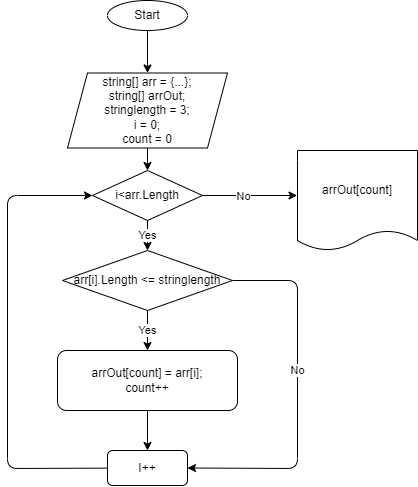 Start
string[] arr = {...};
string[] arrOut;
stringlength = 3;
i = 0;
count = 0
i<arr.Length
No
arrOut[count]
Yes
arr[i].Length <= stringlength
Yes
No
arrOut[count] = arr[i];
count++
I++